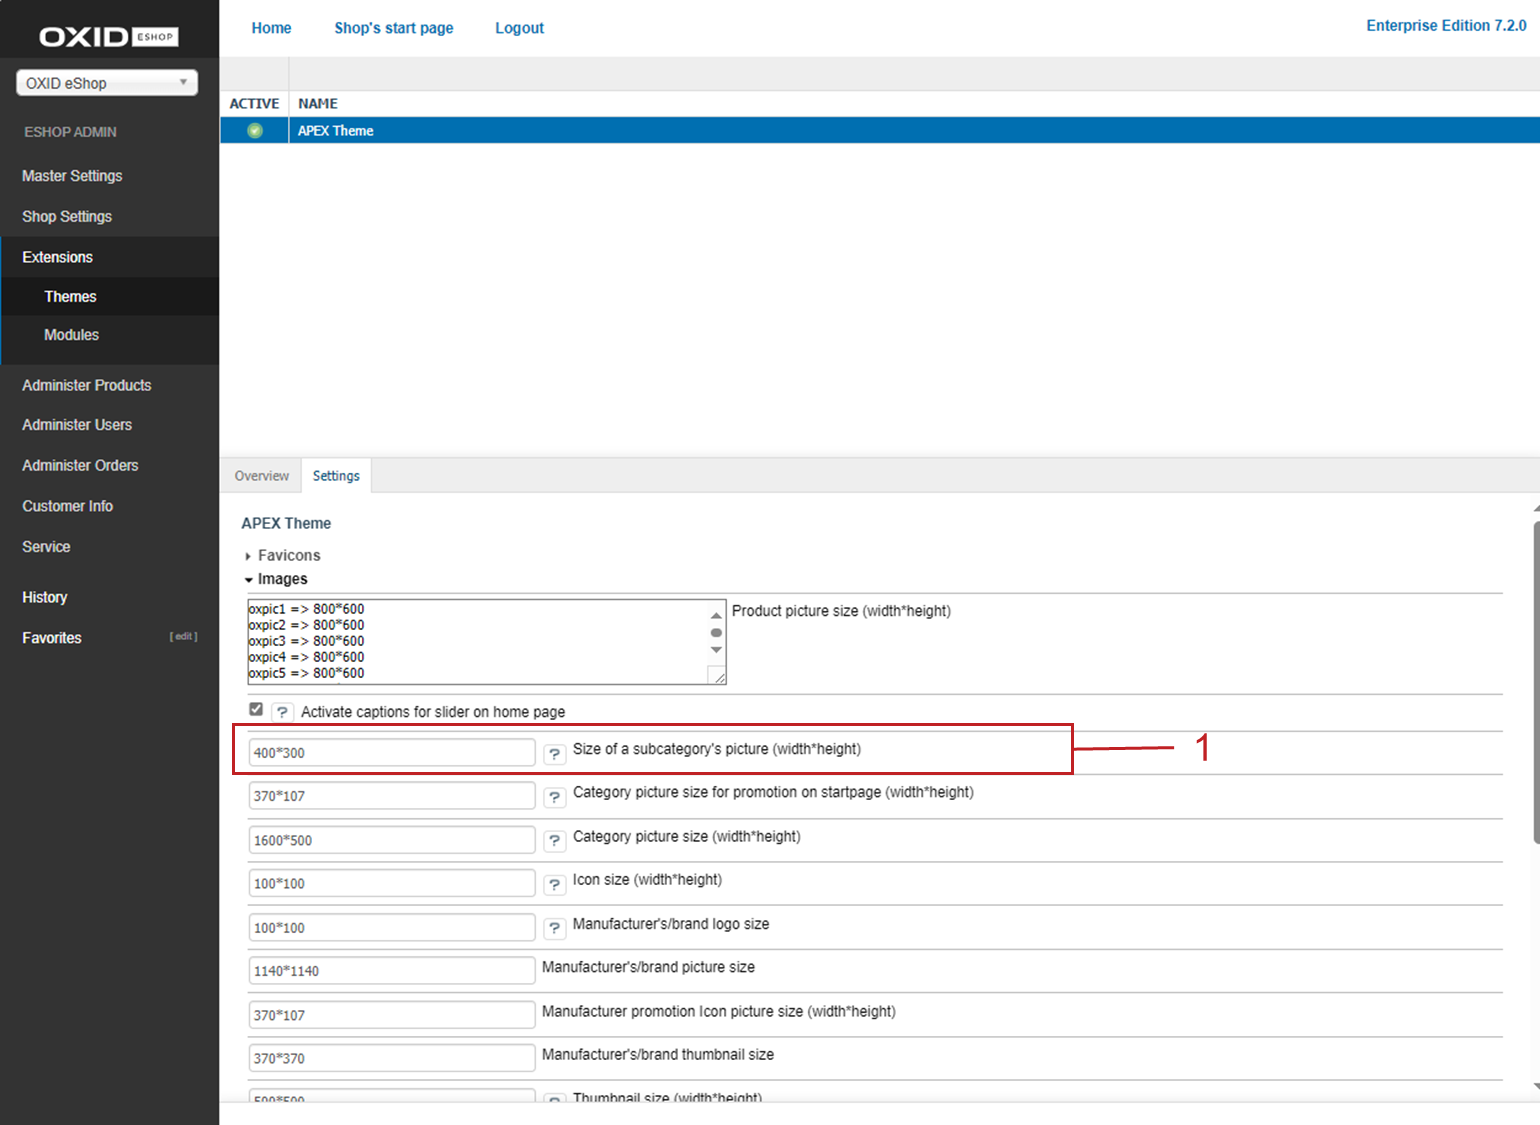 OXID ESHOP
Home Shop's start page Logout Enterprise Edition 7.2.0
OXID eShop
ACTIVE NAME
APEX Theme
ESHOP ADMIN
Master Settings
Shop Settings
Extensions
Themes
Modules
Administer Products
Administer Users
Administer Orders
Customer Info
Service
History
Favorites [ edit ]
Overview Settings
APEX Theme
Favicons
Images
oxpic1 => 800*600
oxpic2 => 800*600
oxpic3 => 800*600
oxpic4 => 800*600
oxpic5 => 800*600
Product picture size (width*height)
? Activate captions for slider on home page
400*300 ? Size of a subcategory's picture (width*height) 1
370*107 ? Category picture size for promotion on startpage (width*height)
1600*500 ? Category picture size (width*height)
100*100 ? Icon size (width*height)
100*100 ? Manufacturer's/brand logo size
1140*1140 Manufacturer's/brand picture size
370*107 Manufacturer promotion Icon picture size (width*height)
370*370 Manufacturer's/brand thumbnail size
500*500 ? Thumbnail size (width*height)